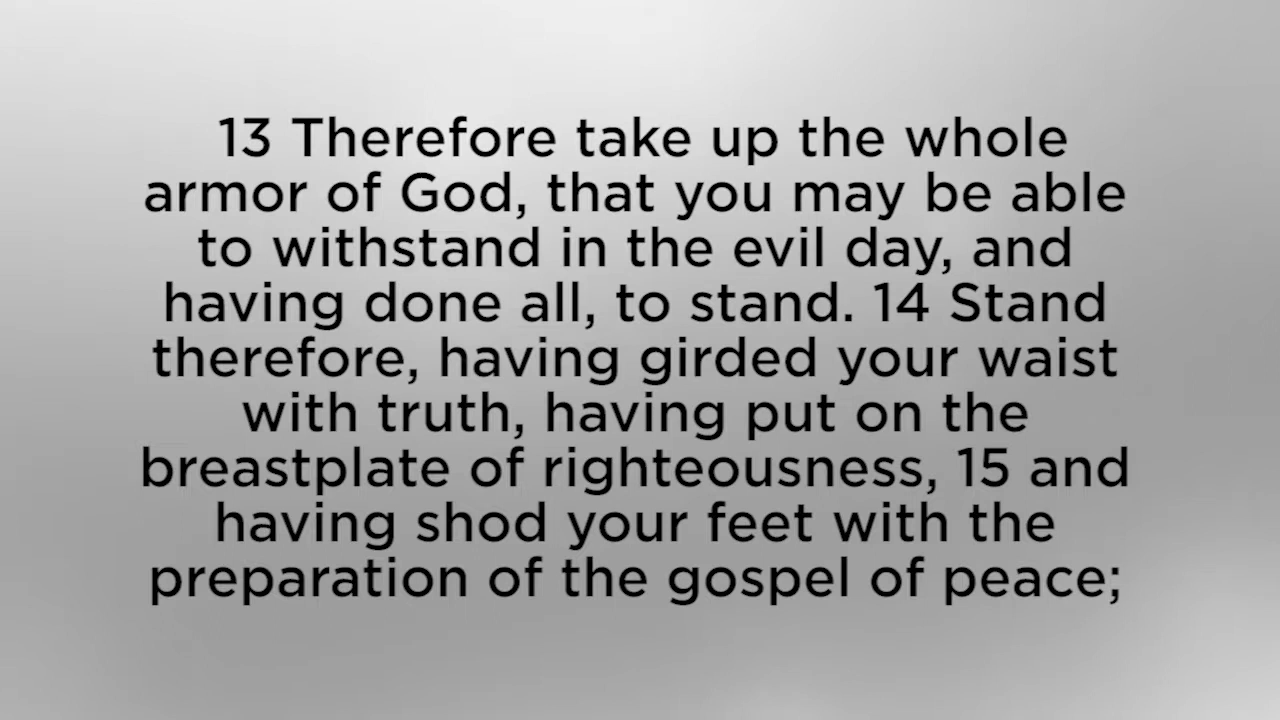 13 Therefore take up the whole
armor of God, that you may be able
to withstand in the evil day, and
having done all, to stand. 14 Stand
therefore, having girded your waist
with truth, having put on the
breastplate of righteousness, 15 and
having shod your feet with the
preparation of the gospel of peace;